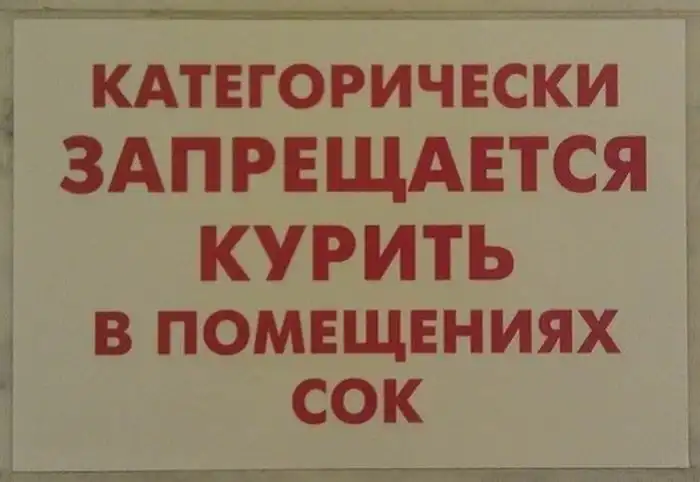 КАТЕГОРИЧЕСКИ
ЗАПРЕЩАЕТСЯ
КУРИТЬ
В ПОМЕЩЕНИЯХ
СОК